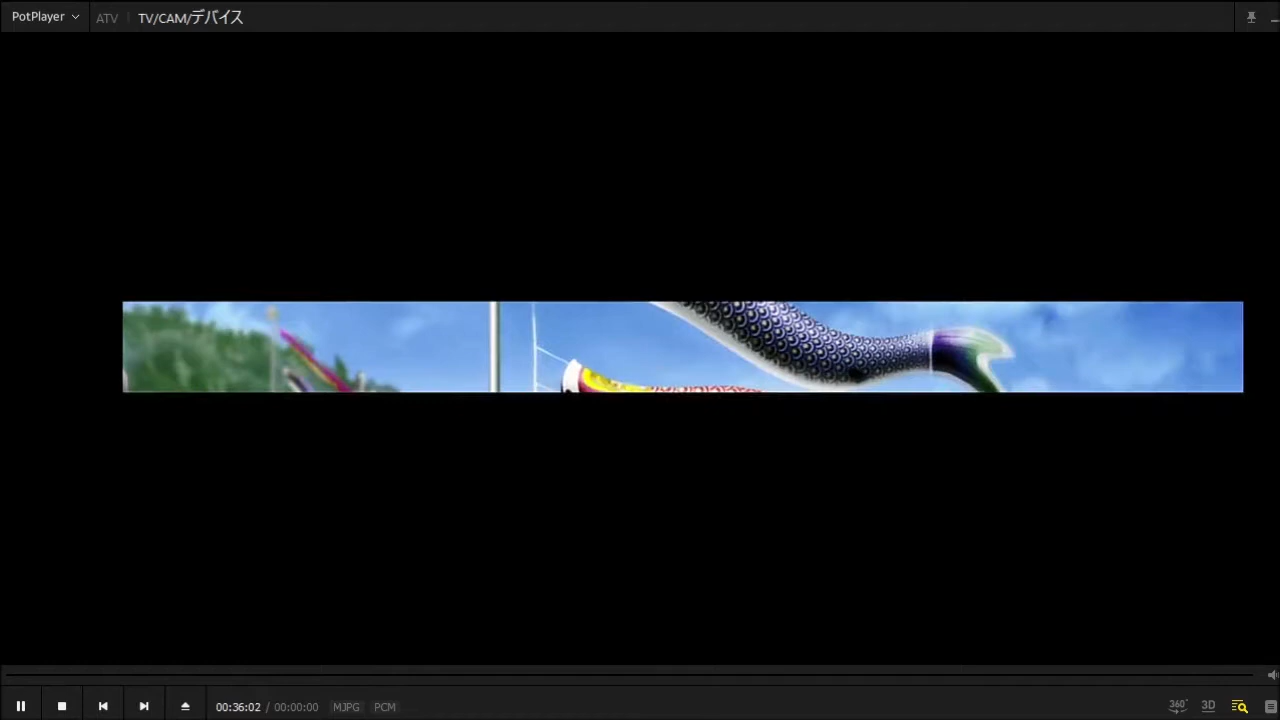 PotPlayer ATV TV/CAM/デバイス
00:36:02 / 00:00:00 MJPG PCM 360° 3D